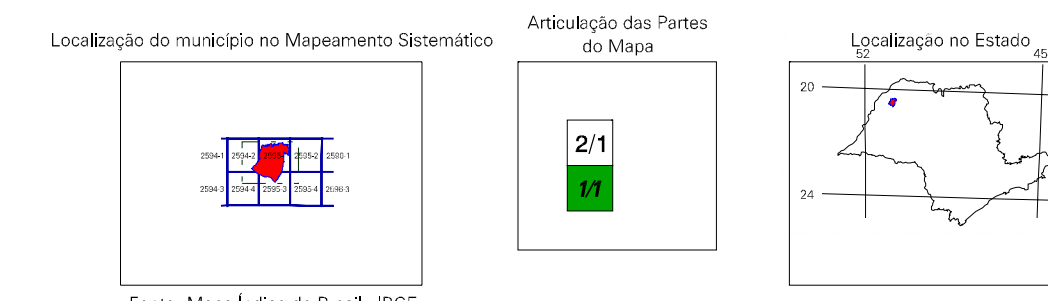 Localização do município no Mapeamento Sistemático
Articulação das Partes
do Mapa
Localização no Estado
52
45
20
24
2/1
1/1
2594-1 2594-2 2595-2 2590-1
2594-3 2594-4 2595-3 2595-4 2596-3